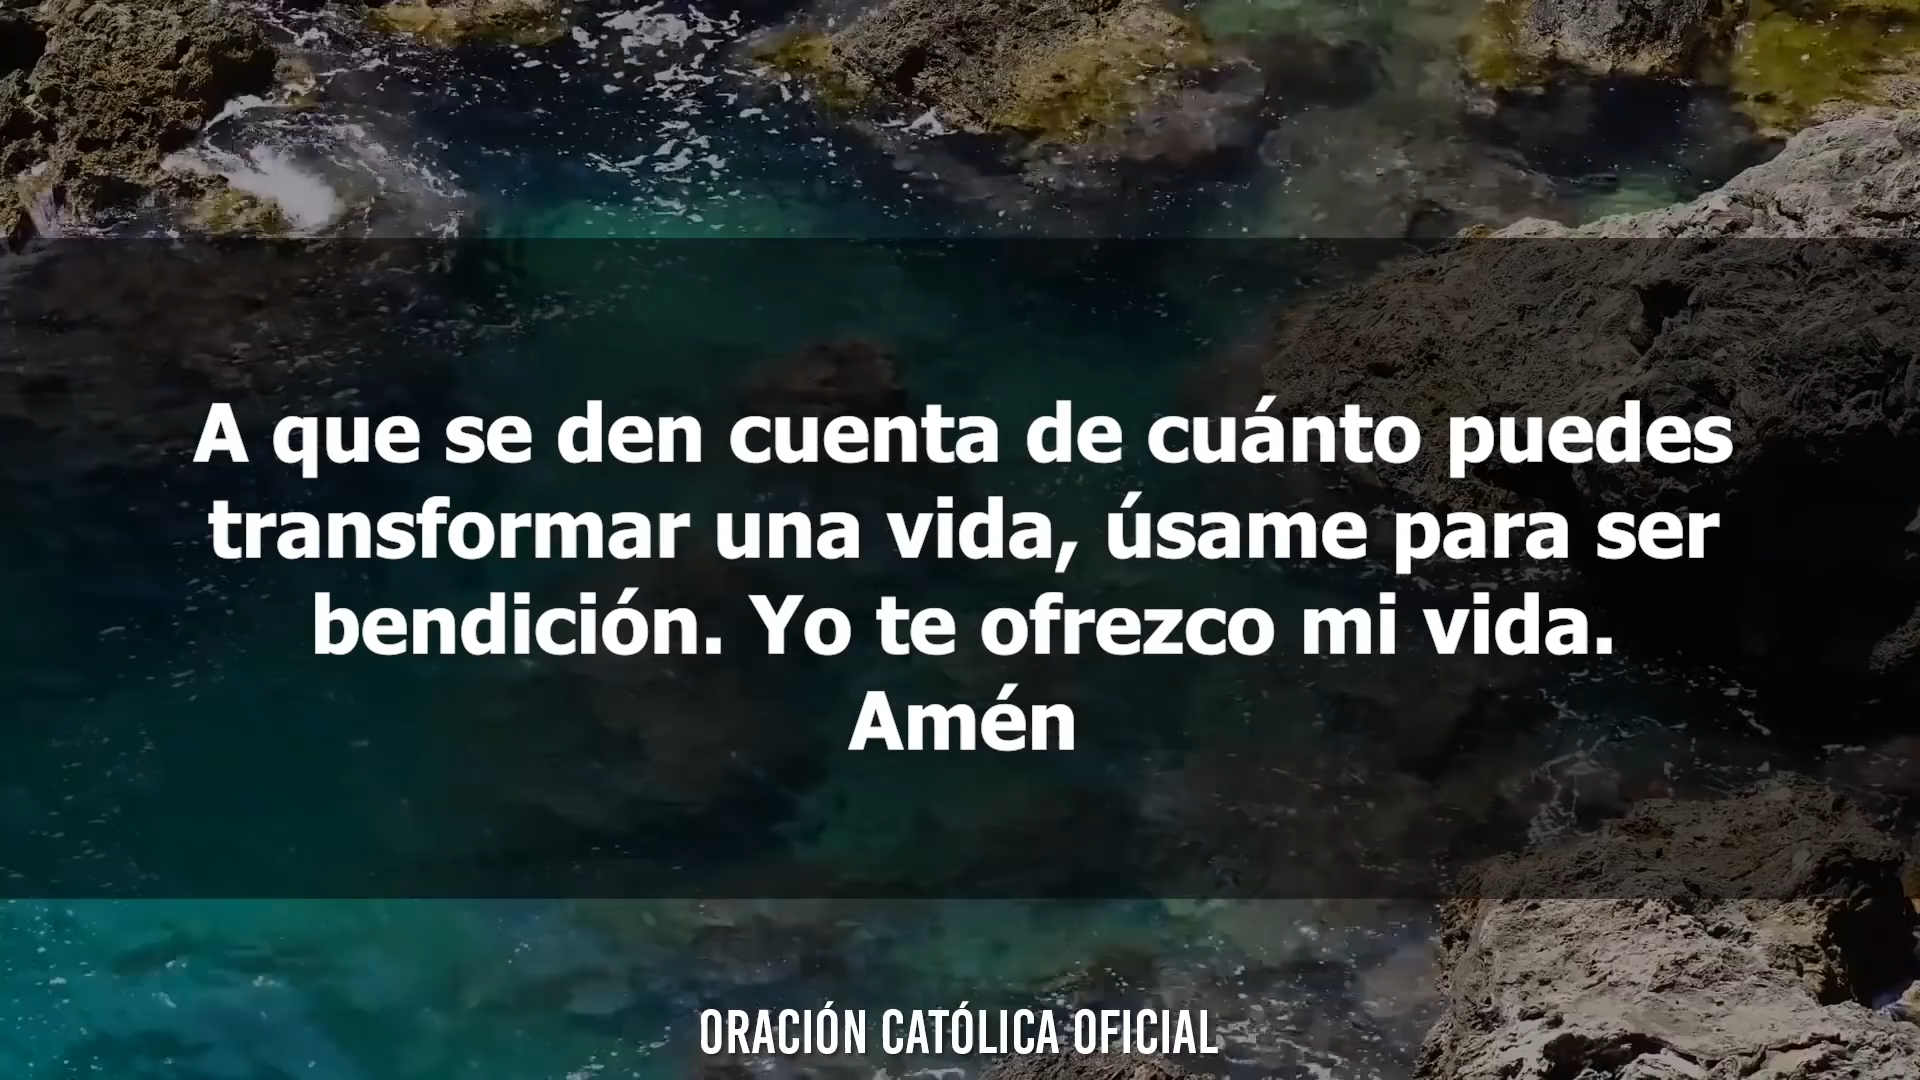 A que se den cuenta de cuánto puedes
transformar una vida, úsame para ser
bendición. Yo te ofrezco mi vida.
Amén
ORACIÓN CATÓLICA OFICIAL